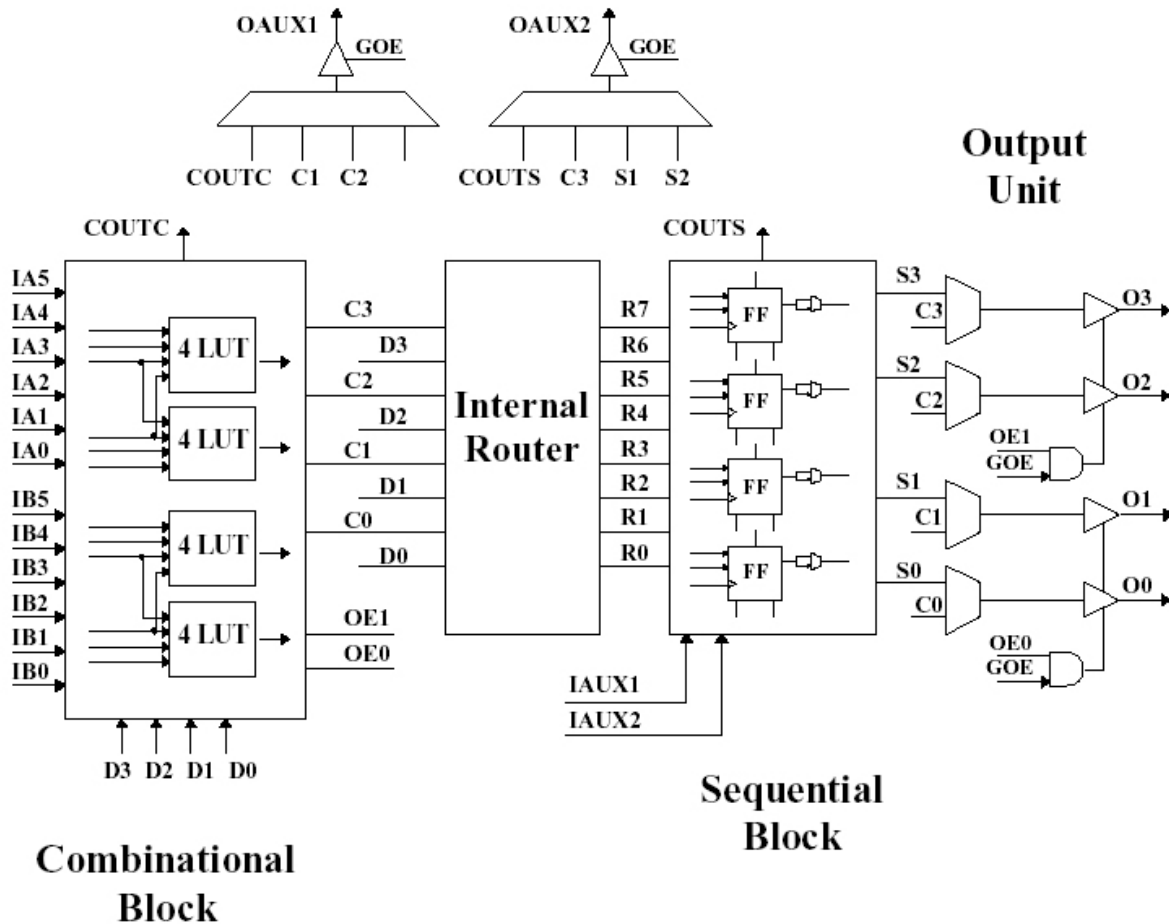 OAUX1
GOE
OAUX2
GOE
COUTC C1 C2
COUTS C3 S1 S2
Output
Unit
COUTC
COUTS
IA5
IA4
IA3
IA2
IA1
IA0
IB5
IB4
IB3
IB2
IB1
IB0
4 LUT
4 LUT
4 LUT
4 LUT
D3 D2 D1 D0
C3
D3
C2
D2
C1
D1
C0
D0
OE1
OE0
Internal
Router
R7
R6
R5
R4
R3
R2
R1
R0
FF
FF
FF
FF
IAUX1
IAUX2
S3
C3
O3
S2
C2
O2
OE1
GOE
S1
C1
O1
S0
C0
O0
OE0
GOE
Sequential
Block
Combinational
Block